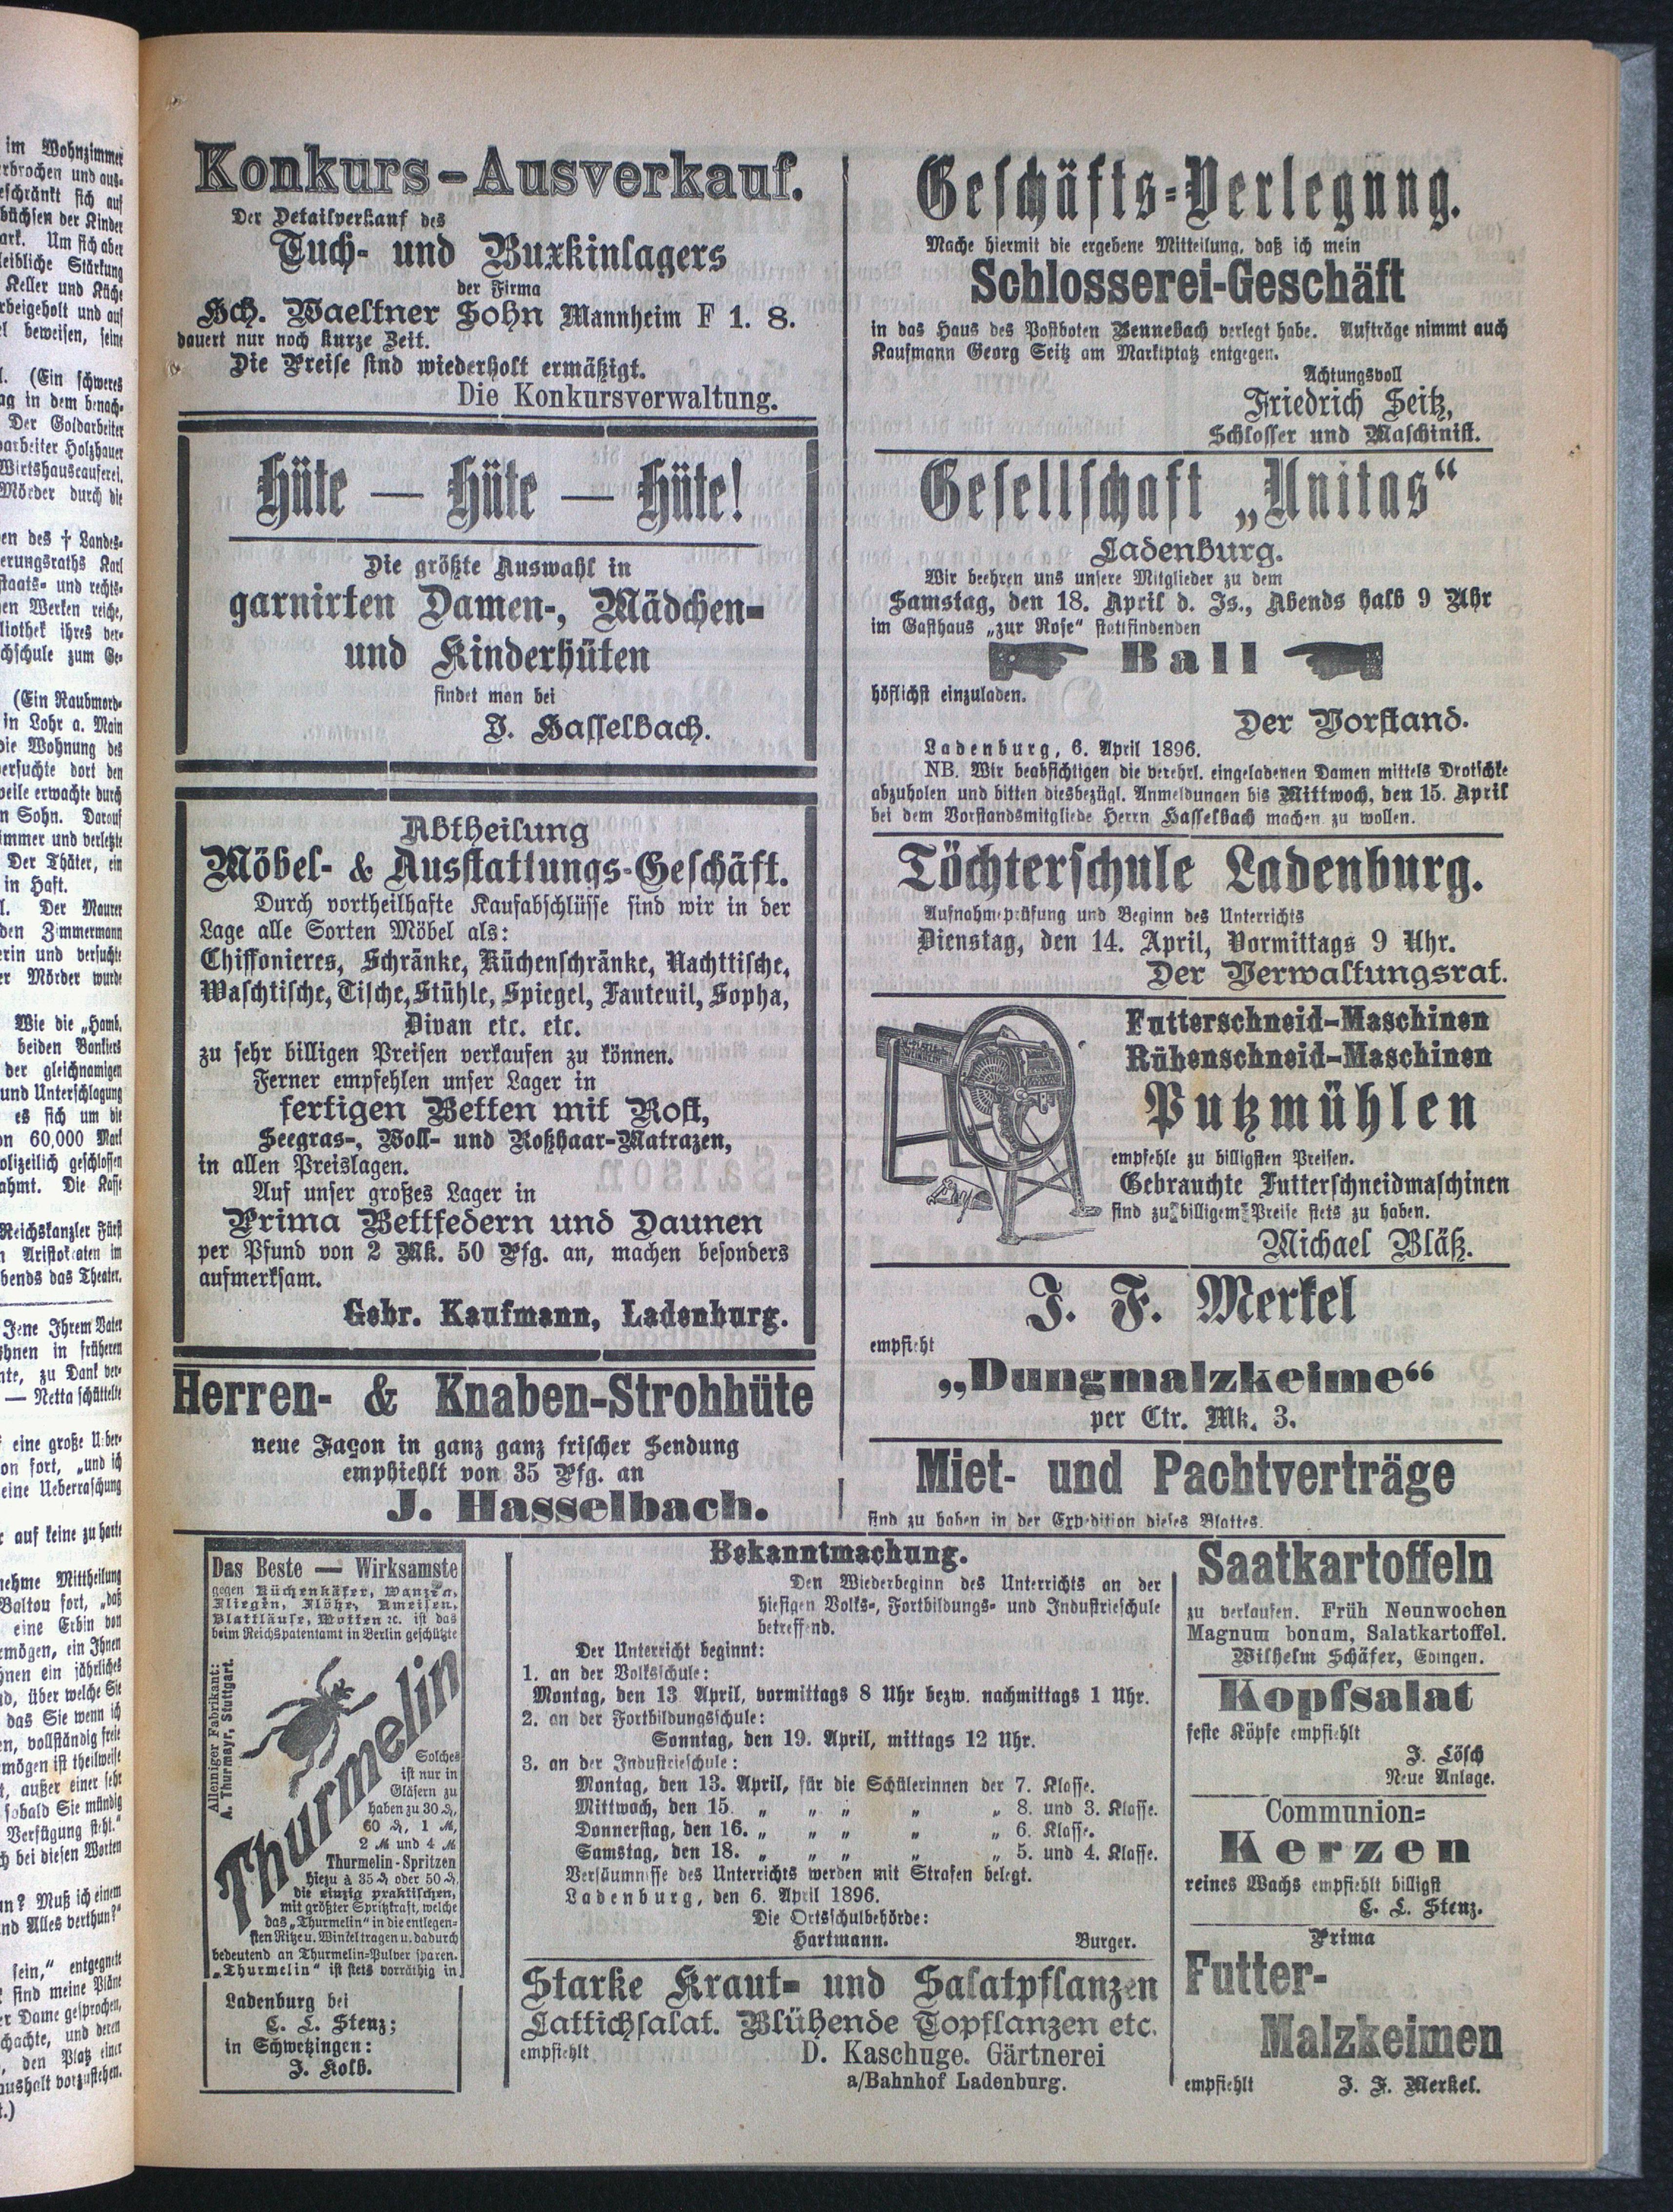 Konkurs-Ausverkauf.
Der Detailverkauf des
Tuch- und Buxkinlagers
der Firma
Hch. Waeltner Sohn Mannheim F 1. 8.
dauert nur noch kurze Zeit.
Die Preise sind wiederholt ermäßigt.
Die Konkursverwaltung.
Hüte — Hüte — Hüte!
Die größte Auswahl in
garnirten Damen-, Mädchen-
und Kinderhüten
findet man bei
J. Hasselbach.
Abtheilung
Möbel- & Ausstattungs-Geschäft.
Durch vortheilhafte Kaufabschlüsse sind wir in der
Lage alle Sorten Möbel als:
Chiffonieres, Schränke, Küchenschränke, Nachttische,
Waschtische, Tische, Stühle, Spiegel, Fauteuil, Sopha,
Divan etc. etc.
zu sehr billigen Preisen verkaufen zu können.
Ferner empfehlen unser Lager in
fertigen Betten mit Rost,
Seegras-, Woll- und Roßhaar-Matrazen,
in allen Preislagen.
Auf unser großes Lager in
Prima Bettfedern und Daunen
per Pfund von 2 Mk. 50 Pfg. an, machen besonders
aufmerksam.
Gebr. Kaufmann, Ladenburg.
Herren- & Knaben-Strohhüte
neue Façon in ganz ganz frischer Sendung
emphiehlt von 35 Pfg. an
J. Hasselbach.
Geschäfts-Verlegung.
Mache hiermit die ergebene Mitteilung, daß ich mein
Schlosserei-Geschäft
in das Haus des Postboten Bennebach verlegt habe. Aufträge nimmt auch
Kaufmann Georg Seitz am Marktplatz entgegen.
Achtungsvoll
Friedrich Seitz,
Schlosser und Maschinist.
Gesellschaft „Unitas“
Ladenburg.
Wir beehren uns unsere Mitglieder zu dem
Samstag, den 18. April d. Js., Abends halb 9 Uhr
im Gasthaus „zur Rose“ stattfindenden
Ball
höflichst einzuladen.
Der Vorstand.
Ladenburg, 6. April 1896.
NB. Wir beabsichtigen die verehrl. eingeladenen Damen mittels Drotschke
abzuholen und bitten diesbezügl. Anmeldungen bis Mittwoch, den 15. April
bei dem Vorstandsmitgliede Herrn Hasselbach machen zu wollen.
Töchterschule Ladenburg.
Aufnahmeprüfung und Beginn des Unterrichts
Dienstag, den 14. April, Vormittags 9 Uhr.
Der Verwaltungsrat.
Futterschneid-Maschinen
Rübenschneid-Maschinen
Putzmühlen
empfehle zu billigsten Preisen.
Gebrauchte Futterschneidmaschinen
sind zu billigem Preise stets zu haben.
Michael Bläß.
J. F. Merkel
empfieht
„Dungmalzkeime“
per Ctr. Mk. 3.
Miet- und Pachtverträge
sind zu haben in der Expedition dieses Blattes.
Das Beste — Wirksamste
gegen Küchenkäfer, Wanzen,
Fliegen, Flöhe, Ameisen,
Blattläuse, Motten ꝛc. ist das
beim Reichspatentamt in Berlin geschützte
Alleiniger Fabrikant:
A. Thurmayr, Stuttgart.
Thurmelin
Solches
ist nur in
Gläsern zu
haben zu 30 ₰,
60 ₰, 1 M,
2 M und 4 M
Thurmelin-Spritzen
hiezu à 35 ₰ oder 50 ₰,
die einzig praktischen,
mit größter Spritzkraft, welche
das „Thurmelin“ in die entlegen-
sten Ritze u. Winkel tragen u. dadurch
bedeutend an Thurmelin-Pulver sparen.
„Thurmelin“ ist stets vorräthig in
Ladenburg bei
C. L. Stenz;
in Schwetzingen:
J. Kolb.
Bekanntmachung.
Den Wiederbeginn des Unterrichts an der
hiesigen Volks-, Fortbildungs- und Industrieschule
betreffend.
Der Unterricht beginnt:
1. an der Volksschule:
Montag, den 13. April, vormittags 8 Uhr bezw. nachmittags 1 Uhr.
2. an der Fortbildungsschule:
Sonntag, den 19. April, mittags 12 Uhr.
3. an der Industrieschule:
Montag, den 13. April, für die Schülerinnen der 7. Klasse.
Mittwoch, den 15. „ „ „ „ „ 8. und 3. Klasse.
Donnerstag, den 16. „ „ „ „ „ 6. Klasse.
Samstag, den 18. „ „ „ „ „ 5. und 4. Klasse.
Versäumnisse des Unterrichts werden mit Strafen belegt.
Ladenburg, den 6. April 1896.
Die Ortsschulbehörde:
Hartmann. Burger.
Starke Kraut- und Salatpflanzen
Lattichsalat. Blühende Topflanzen etc.
empfiehlt D. Kaschuge. Gärtnerei
a/Bahnhof Ladenburg.
Saatkartoffeln
zu verkaufen. Früh Neunwochen
Magnum bonum, Salatkartoffel.
Wilhelm Schäfer, Edingen.
Kopfsalat
feste Köpfe empfiehlt
J. Lösch
Neue Anlage.
Communion-
Kerzen
reines Wachs empfiehlt billigst
C. L. Stenz.
Prima
Futter-
Malzkeimen
empfiehlt J. F. Merkel.